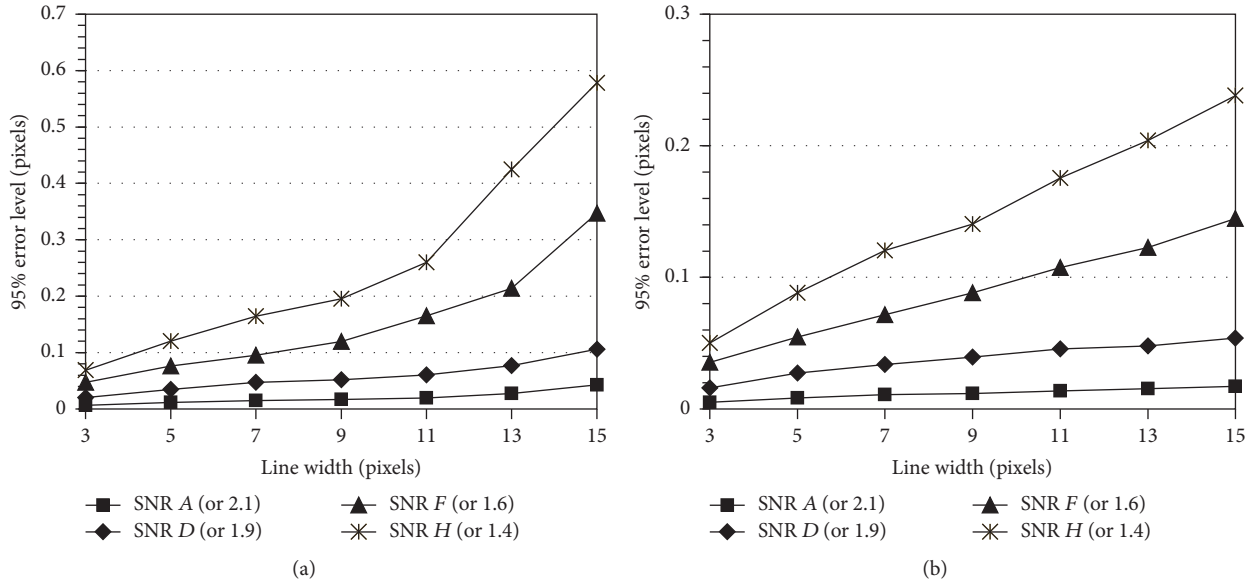 0.7
0.6
0.5
0.4
0.3
0.2
0.1
0
95% error level (pixels)
3 5 7 9 11 13 15
Line width (pixels)
SNR A (or 2.1)
SNR D (or 1.9)
SNR F (or 1.6)
SNR H (or 1.4)
(a)
0.3
0.2
0.1
0
95% error level (pixels)
3 5 7 9 11 13 15
Line width (pixels)
SNR A (or 2.1)
SNR D (or 1.9)
SNR F (or 1.6)
SNR H (or 1.4)
(b)